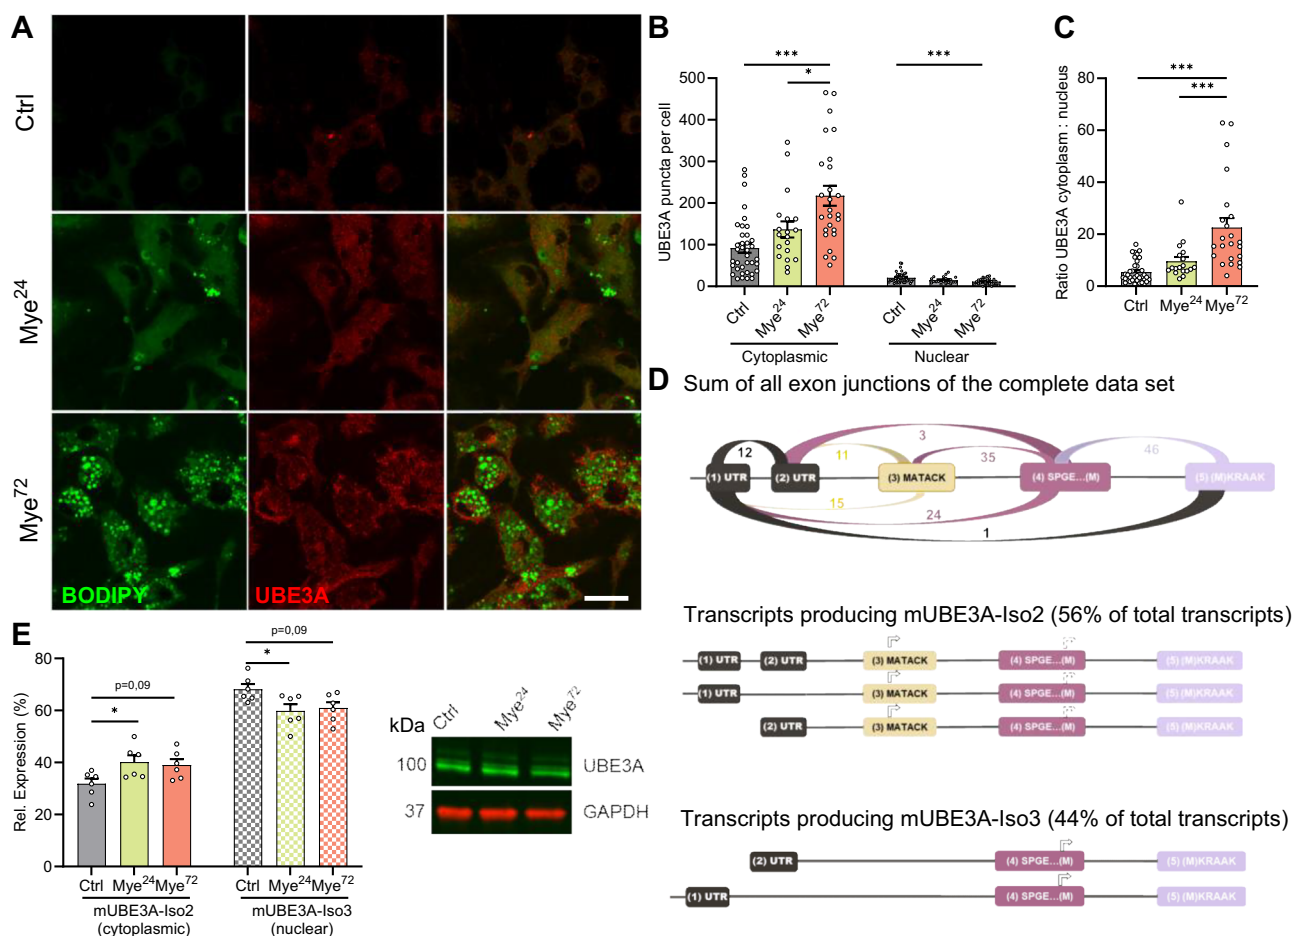 A
Ctrl
Mye24
Mye72
BODIPY
UBE3A
B
UBE3A puncta per cell
500
400
300
200
100
0
***
*
***
Ctrl
Mye24
Mye72
Ctrl
Mye24
Mye72
Cytoplasmic
Nuclear
C
Ratio UBE3A cytoplasm : nucleus
80
60
40
20
0
***
***
Ctrl Mye24 Mye72
D Sum of all exon junctions of the complete data set
3
12
11
35
46
(1) UTR
(2) UTR
(3) MATACK
(4) SPGE...(M)
(5) (M)KRAAK
15
24
1
Transcripts producing mUBE3A-Iso2 (56% of total transcripts)
(1) UTR (2) UTR (3) MATACK (4) SPGE...(M) (5) (M)KRAAK
(1) UTR (3) MATACK (4) SPGE...(M) (5) (M)KRAAK
(2) UTR (3) MATACK (4) SPGE...(M) (5) (M)KRAAK
Transcripts producing mUBE3A-Iso3 (44% of total transcripts)
(2) UTR (4) SPGE...(M) (5) (M)KRAAK
(1) UTR (4) SPGE...(M) (5) (M)KRAAK
E
Rel. Expression (%)
80
60
40
20
0
p=0,09
*
p=0,09
*
Ctrl Mye24 Mye72
Ctrl Mye24 Mye72
mUBE3A-Iso2
(cytoplasmic)
mUBE3A-Iso3
(nuclear)
kDa
Ctrl
Mye24
Mye72
100
UBE3A
37
GAPDH